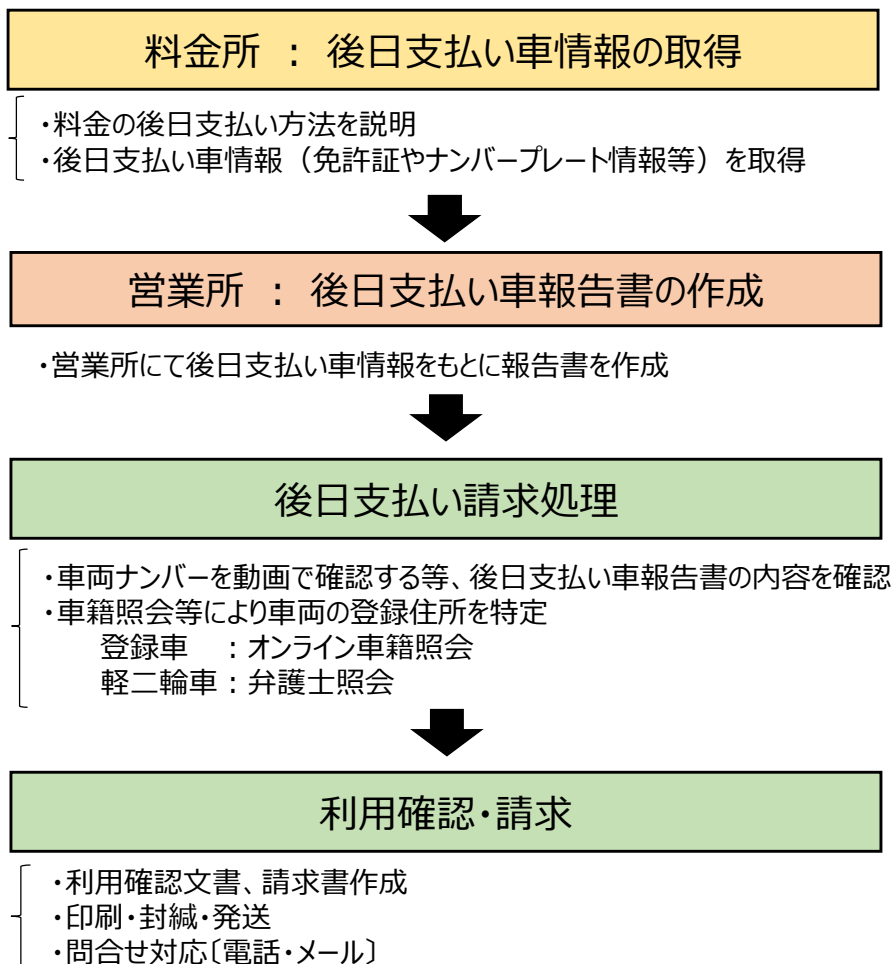 料金所 ： 後日支払い車情報の取得
・料金の後日支払い方法を説明
・後日支払い車情報（免許証やナンバープレート情報等）を取得
営業所 ： 後日支払い車報告書の作成
・営業所にて後日支払い車情報をもとに報告書を作成
後日支払い請求処理
・車両ナンバーを動画で確認する等、後日支払い車報告書の内容を確認
・車籍照会等により車両の登録住所を特定
登録車　：オンライン車籍照会
軽二輪車：弁護士照会
利用確認・請求
・利用確認文書、請求書作成
・印刷・封緘・発送
・問合せ対応〔電話・メール〕